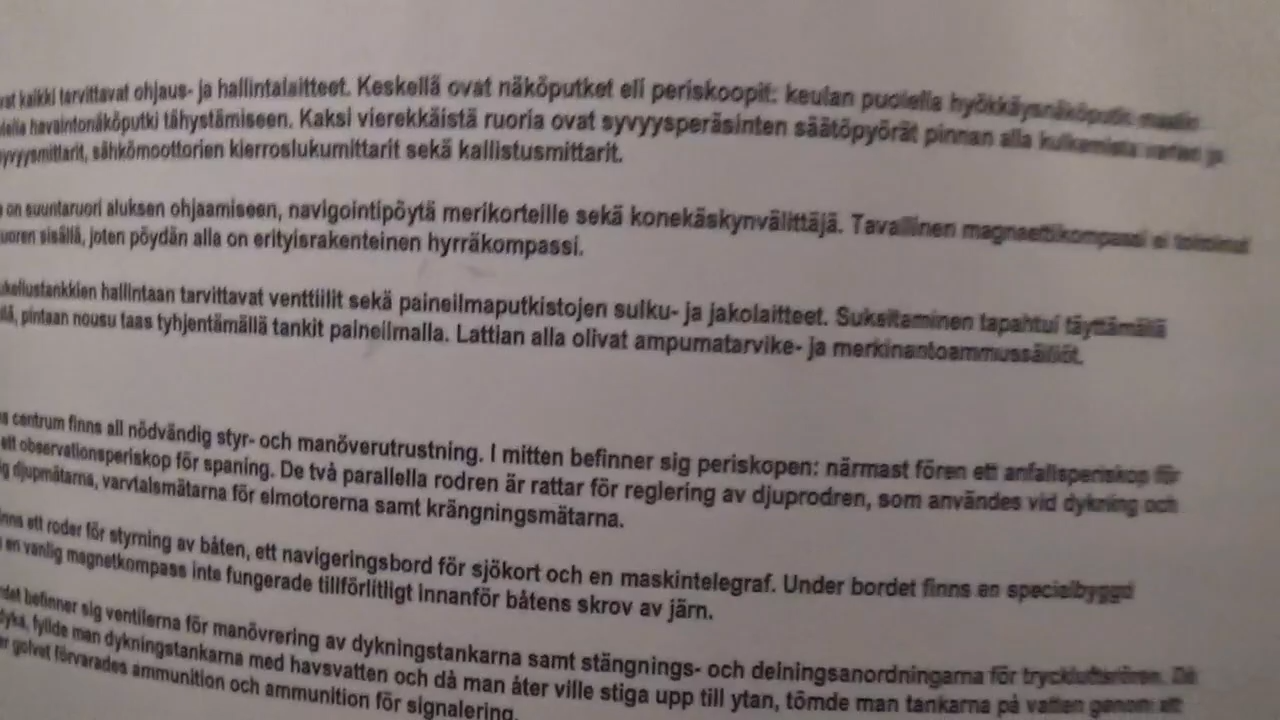 kaikki tarvittavat ohjaus- ja hallintalaitteet. Keskellä ovat näköputket eli periskoopit: keulan puolella hyökkäysnäköputki
havaintonäköputki tähystämiseen. Kaksi vierekkäistä ruoria ovat syvyysperäsinten säätöpyörät pinnan alla kulkemista varten ja
sähkömoottorien kierroslukumittarit sekä kallistusmittarit.
on suuntaruori aluksen ohjaamiseen, navigointipöytä merikorteille sekä konekäskynvälittäjä. Tavallinen magneettikompassi ei toiminut
sisällä, joten pöydän alla on erityisrakenteinen hyrräkompassi.
hallintaan tarvittavat venttiilit sekä paineilmaputkistojen sulku- ja jakolaitteet. Sukeltaminen tapahtui täyttämällä
pintaan nousu taas tyhjentämällä tankit paineilmalla. Lattian alla olivat ampumatarvike- ja merkinantoammussäiliöt.
centrum finns all nödvändig styr- och manöverutrustning. I mitten befinner sig periskopen: närmast fören ett anfallsperiskop för
ett observationsperiskop för spaning. De två parallella rodren är rattar för reglering av djuprodren, som användes vid dykning och
djupmätarna, varvtalsmätarna för elmotorerna samt krängningsmätarna.
ett roder för styrning av båten, ett navigeringsbord för sjökort och en maskintelegraf. Under bordet finns en specialbyggd
en vanlig magnetkompass inte fungerade tillförlitligt innanför båtens skrov av järn.
befinner sig ventilerna för manövrering av dykningstankarna samt stängnings- och delningsanordningarna för tryckluftsrören. Då
fyllde man dykningstankarna med havsvatten och då man åter ville stiga upp till ytan, tömde man tankarna på vatten genom att
golvet förvarades ammunition och ammunition för signalering.